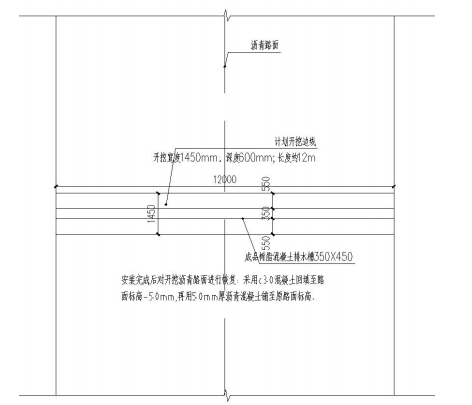 沥青路面
计划开挖边线
开挖宽度1450mm，深度600mm；长度约12m
12000
550
1450
350
550
成品树脂混凝土排水槽350X450
安装完成后对开挖沥青路面进行恢复：采用c30混凝土回填至路
面标高-50mm,再用50mm厚沥青混凝土铺至原路面标高.